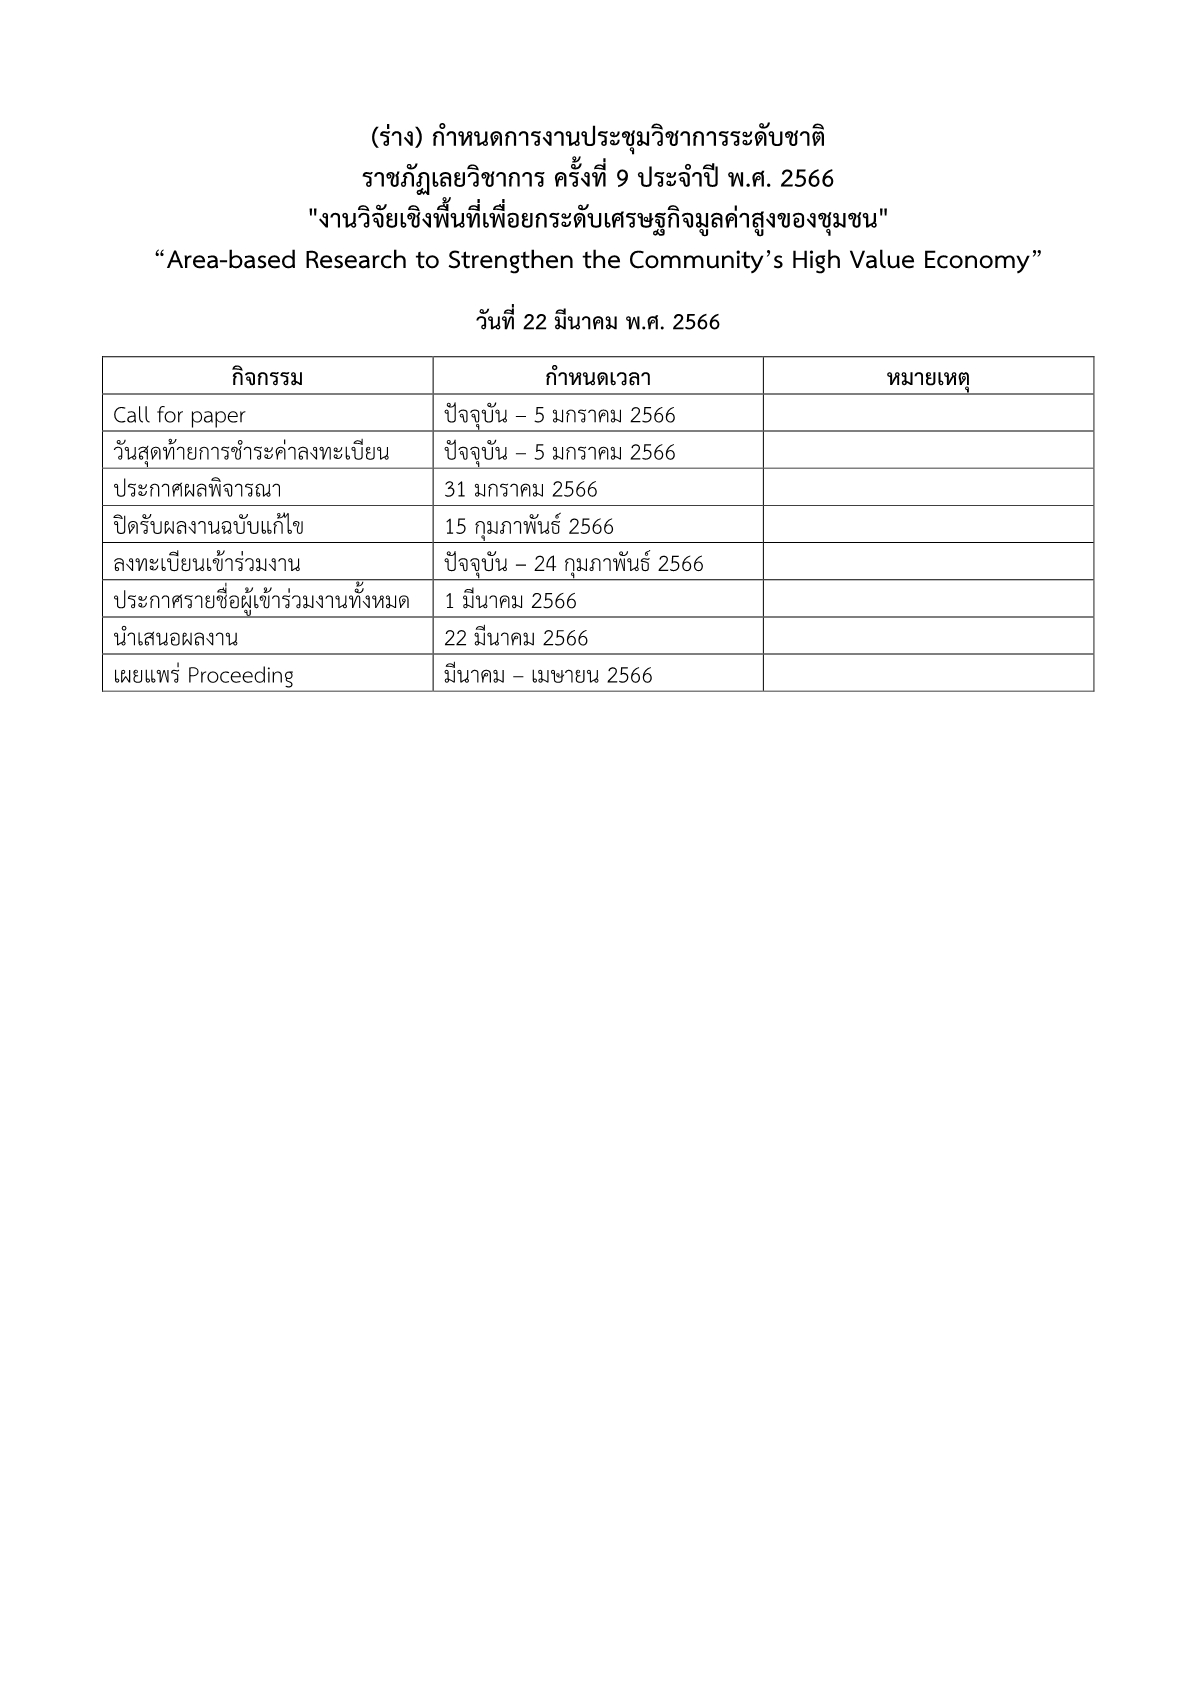 (ร่าง) กำหนดการงานประชุมวิชาการระดับชาติ
ราชภัฏเลยวิชาการ ครั้งที่ 9 ประจำปี พ.ศ. 2566
"งานวิจัยเชิงพื้นที่เพื่อยกระดับเศรษฐกิจมูลค่าสูงของชุมชน"
“Area-based Research to Strengthen the Community’s High Value Economy”
วันที่ 22 มีนาคม พ.ศ. 2566
กิจกรรม กำหนดเวลา หมายเหตุ
Call for paper ปัจจุบัน – 5 มกราคม 2566
วันสุดท้ายการชำระค่าลงทะเบียน ปัจจุบัน – 5 มกราคม 2566
ประกาศผลพิจารณา 31 มกราคม 2566
ปิดรับผลงานฉบับแก้ไข 15 กุมภาพันธ์ 2566
ลงทะเบียนเข้าร่วมงาน ปัจจุบัน – 24 กุมภาพันธ์ 2566
ประกาศรายชื่อผู้เข้าร่วมงานทั้งหมด 1 มีนาคม 2566
นำเสนอผลงาน 22 มีนาคม 2566
เผยแพร่ Proceeding มีนาคม – เมษายน 2566